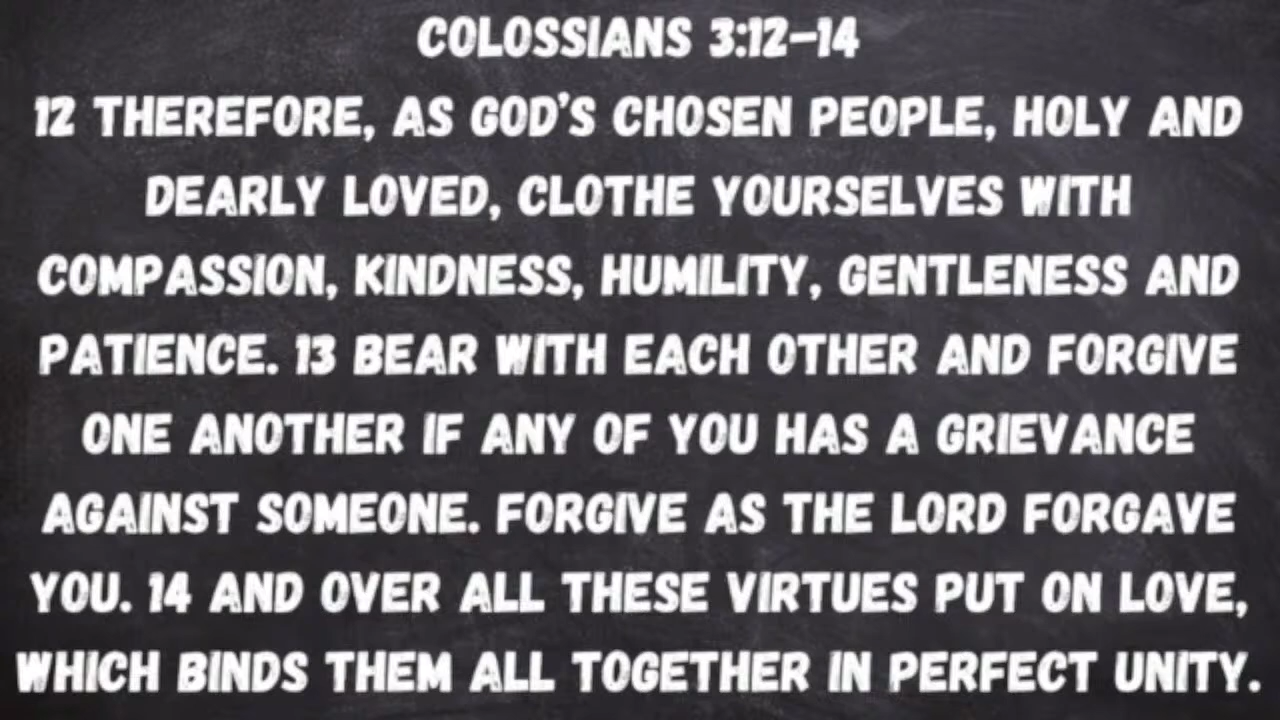 COLOSSIANS 3:12–14
12 THEREFORE, AS GOD'S CHOSEN PEOPLE, HOLY AND
DEARLY LOVED, CLOTHE YOURSELVES WITH
COMPASSION, KINDNESS, HUMILITY, GENTLENESS AND
PATIENCE. 13 BEAR WITH EACH OTHER AND FORGIVE
ONE ANOTHER IF ANY OF YOU HAS A GRIEVANCE
AGAINST SOMEONE. FORGIVE AS THE LORD FORGAVE
YOU. 14 AND OVER ALL THESE VIRTUES PUT ON LOVE,
WHICH BINDS THEM ALL TOGETHER IN PERFECT UNITY.